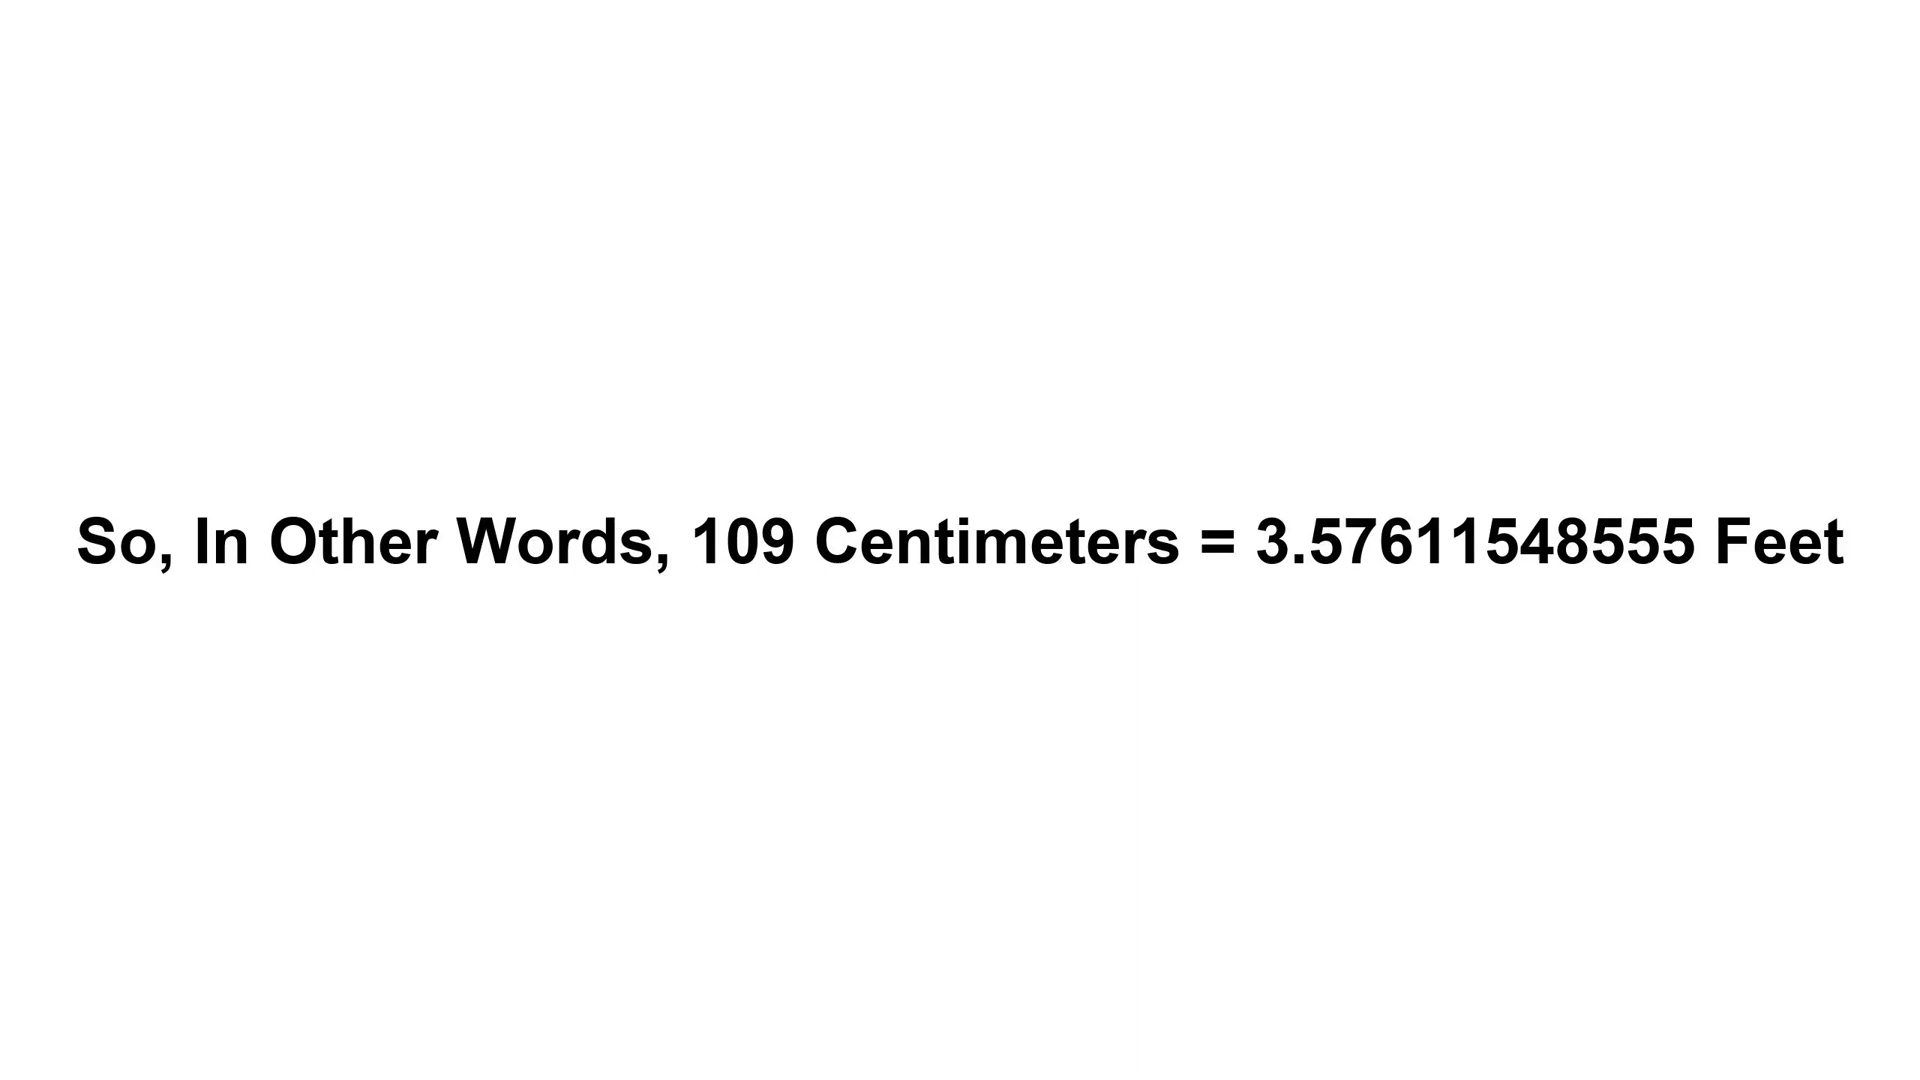 So, In Other Words, 109 Centimeters = 3.57611548555 Feet